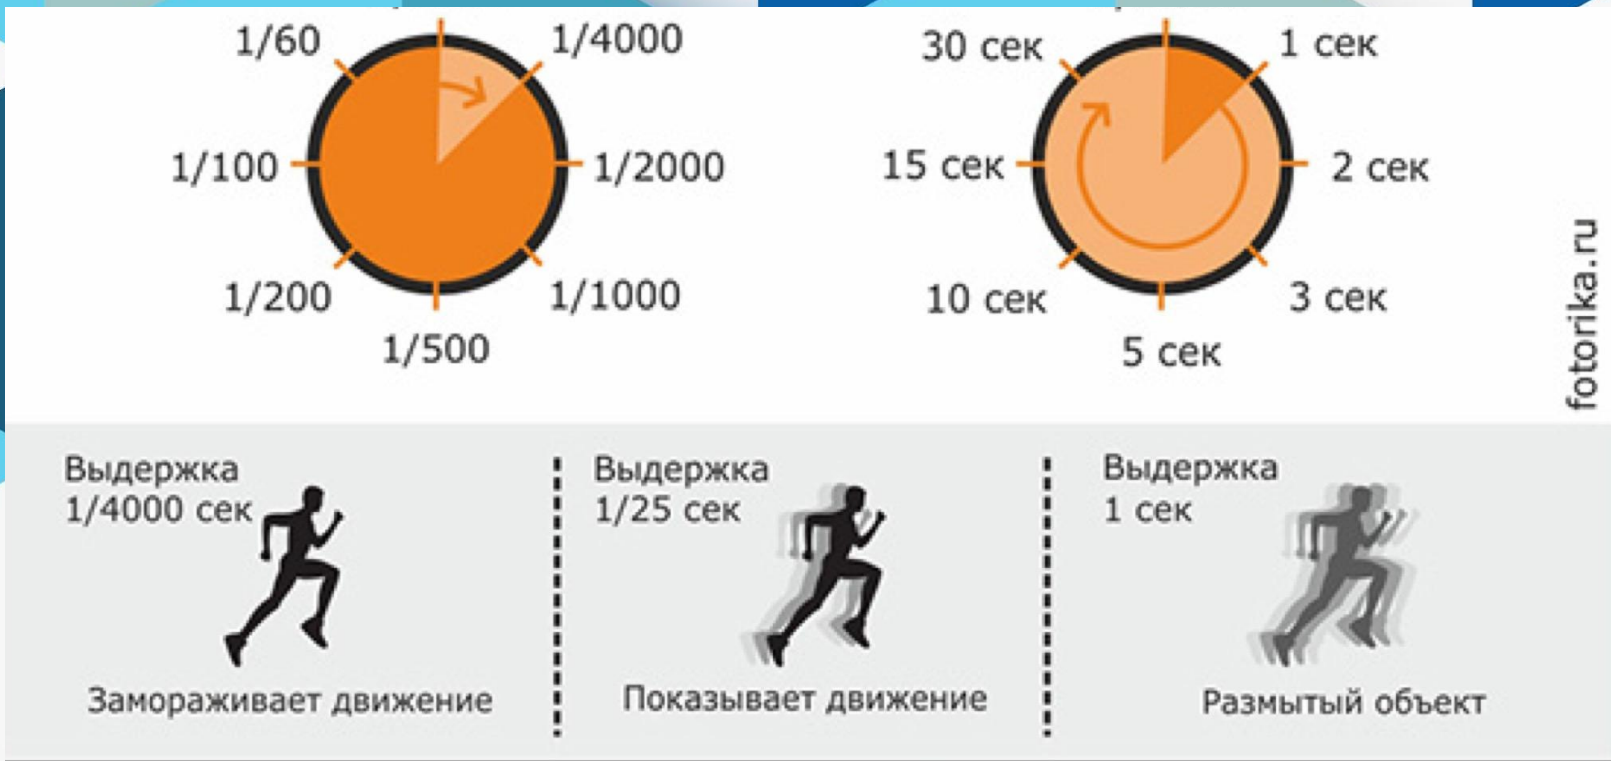 1/60
1/4000
1/100
1/2000
1/200
1/1000
1/500
30 сек
1 сек
15 сек
2 сек
10 сек
3 сек
5 сек
fotorika.ru
Выдержка
1/4000 сек
Замораживает движение
Выдержка
1/25 сек
Показывает движение
Выдержка
1 сек
Размытый объект